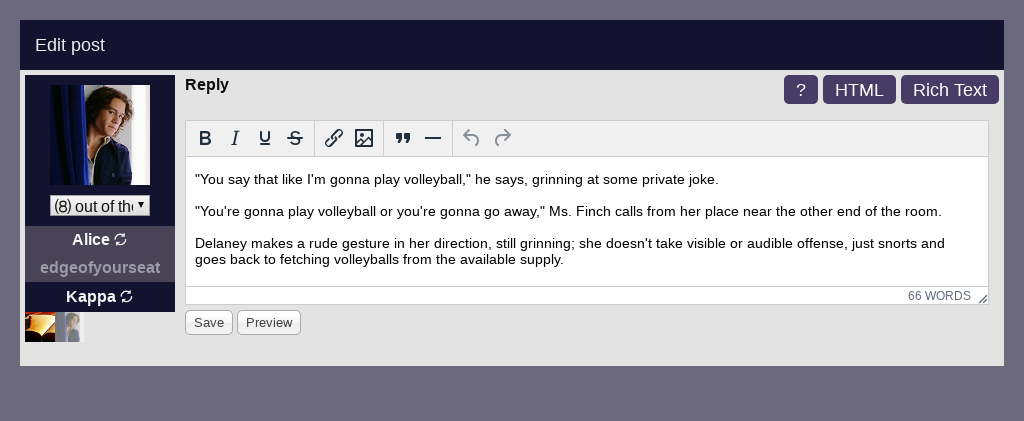 Edit post
(8) out of the
Alice
edgeofyourseat
Kappa
Reply
? HTML Rich Text
B I U S
"You say that like I'm gonna play volleyball," he says, grinning at some private joke.
"You're gonna play volleyball or you're gonna go away," Ms. Finch calls from her place near the other end of the room.
Delaney makes a rude gesture in her direction, still grinning; she doesn't take visible or audible offense, just snorts and
goes back to fetching volleyballs from the available supply.
66 WORDS
Save Preview